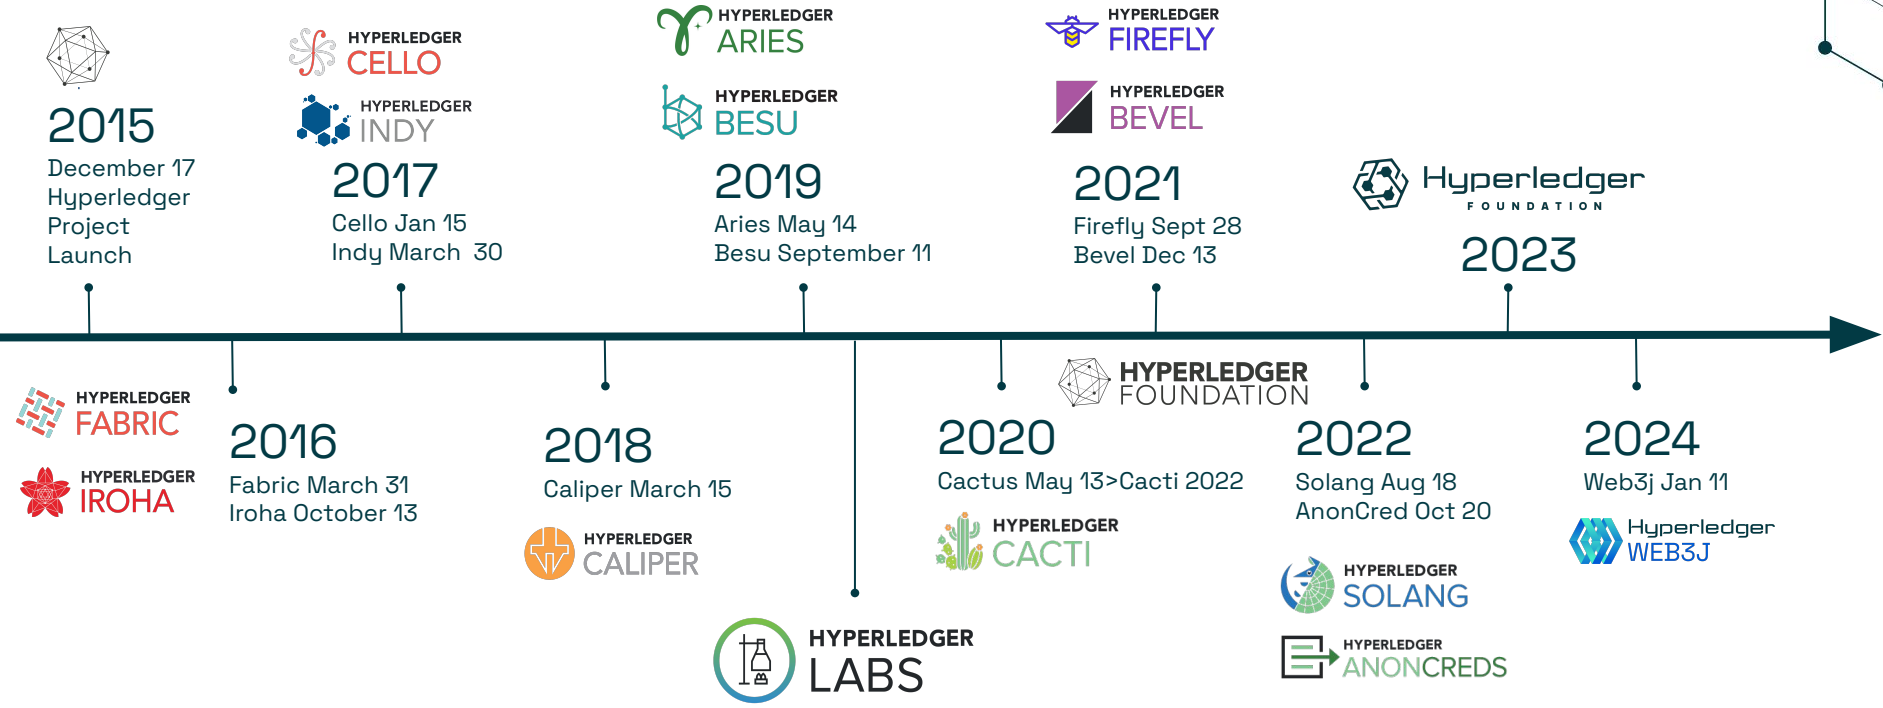 2015
December 17
Hyperledger
Project
Launch
HYPERLEDGER
FABRIC
HYPERLEDGER
IROHA
2016
Fabric March 31
Iroha October 13
HYPERLEDGER
CELLO
HYPERLEDGER
INDY
2017
Cello Jan 15
Indy March 30
2018
Caliper March 15
HYPERLEDGER
CALIPER
HYPERLEDGER
ARIES
HYPERLEDGER
BESU
2019
Aries May 14
Besu September 11
HYPERLEDGER
LABS
2020
Cactus May 13>Cacti 2022
HYPERLEDGER
CACTI
HYPERLEDGER
FIREFLY
HYPERLEDGER
BEVEL
2021
Firefly Sept 28
Bevel Dec 13
HYPERLEDGER
FOUNDATION
2022
Solang Aug 18
AnonCred Oct 20
HYPERLEDGER
SOLANG
HYPERLEDGER
ANONCREDS
Hyperledger
FOUNDATION
2023
2024
Web3j Jan 11
Hyperledger
WEB3J